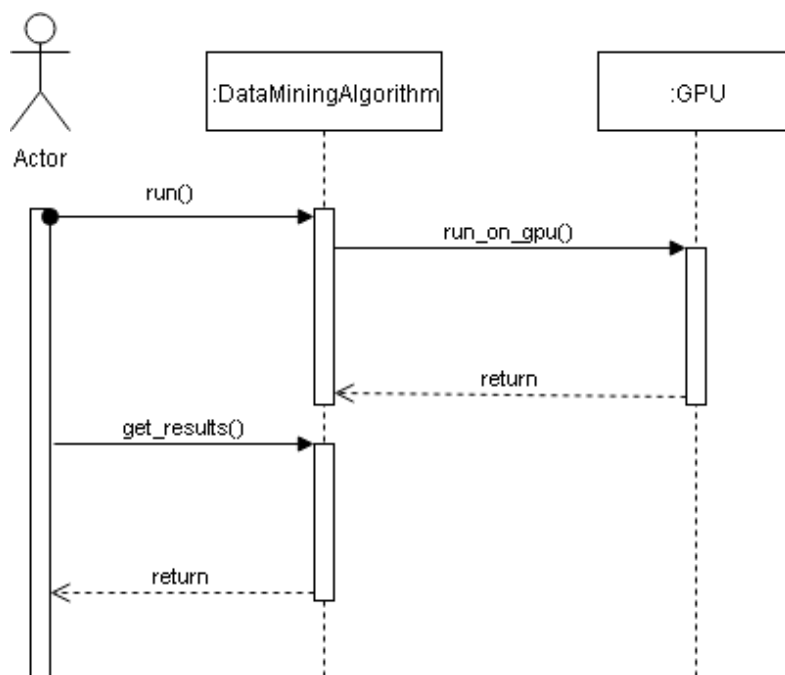 :DataMiningAlgorithm
:GPU
Actor
run()
run_on_gpu()
return
get_results()
return